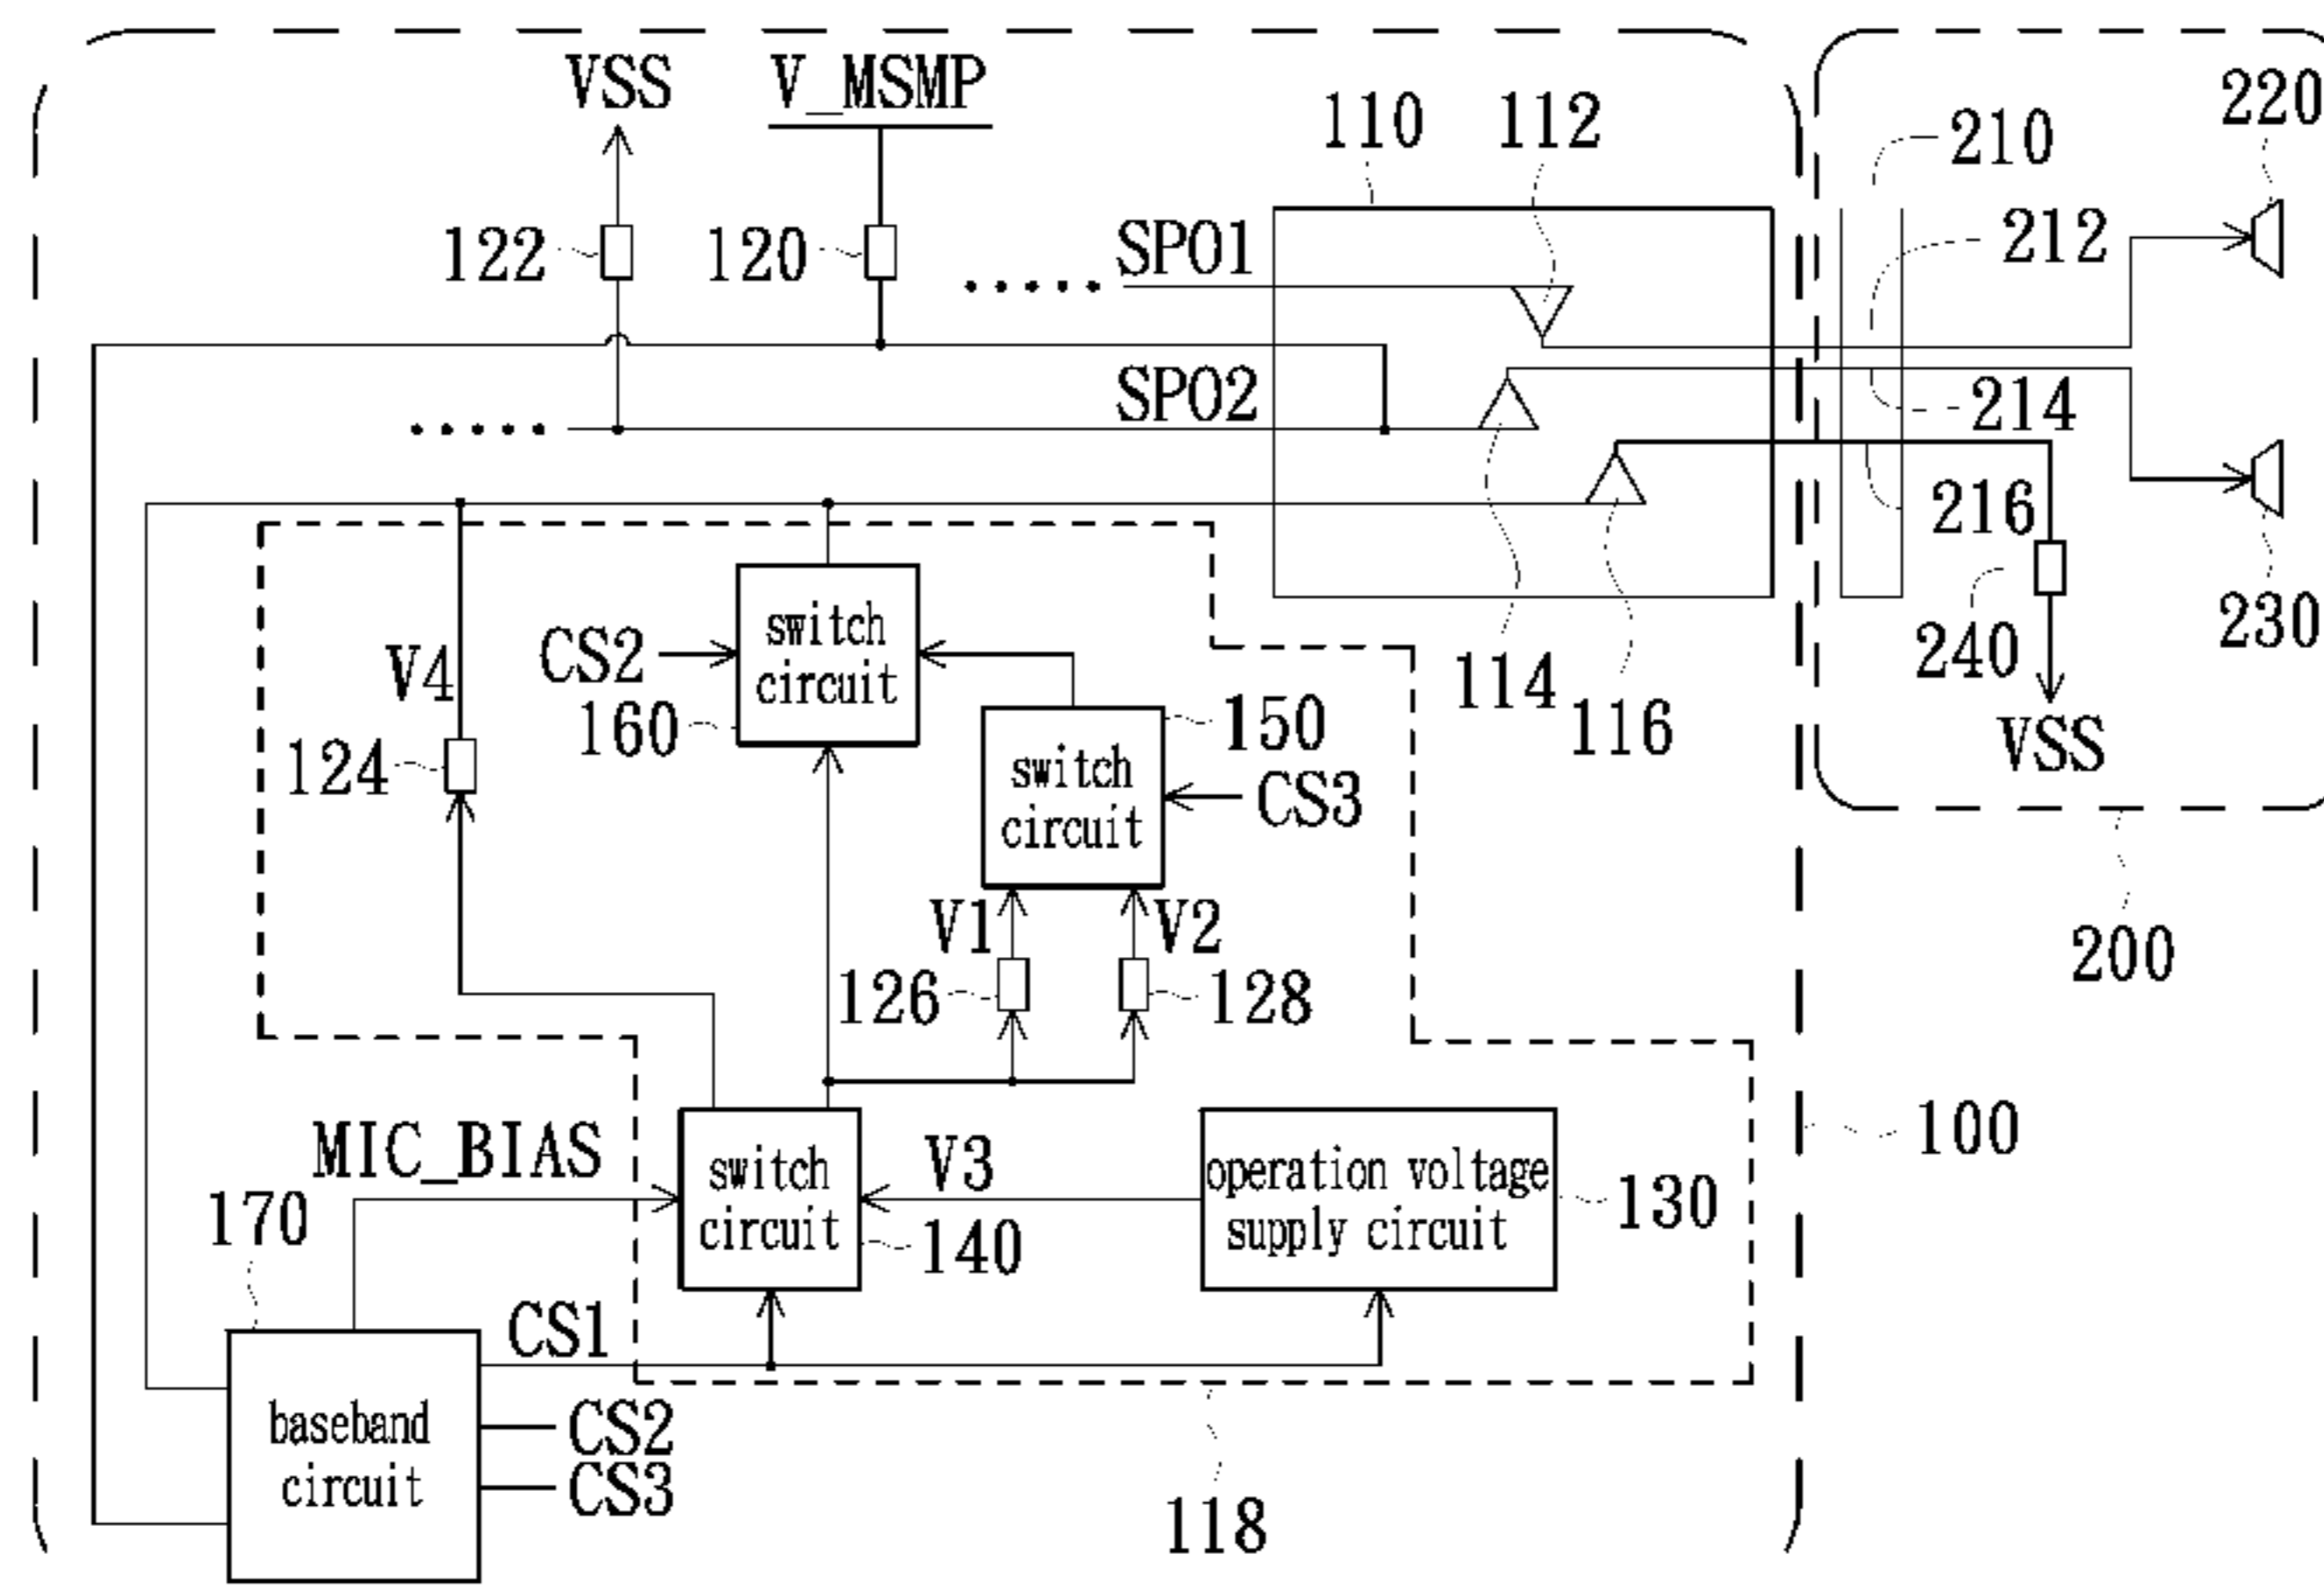 VSS
V_MSMP
110
112
210
220
122
120
SPO1
212
SPO2
214
216
V4
CS2
switch
circuit
160
124
150
switch
circuit
CS3
114
116
240
VSS
230
V1
V2
126
128
200
MIC_BIAS
170
switch
circuit
140
V3
operation voltage
supply circuit
130
100
CS1
baseband
circuit
CS2
CS3
118